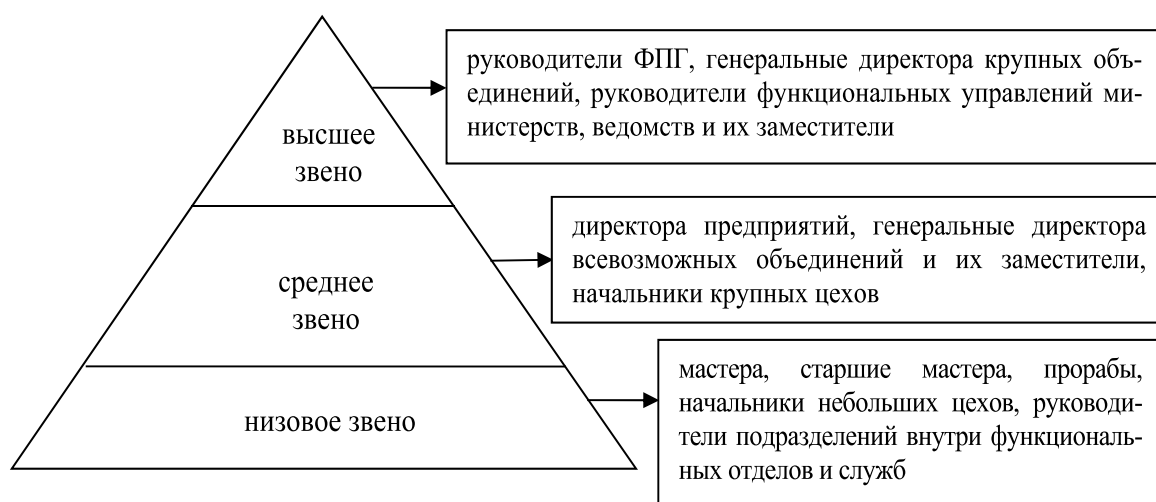 высшее
звено
руководители ФПГ, генеральные директора крупных объ-
единений, руководители функциональных управлений ми-
нистерств, ведомств и их заместители
среднее
звено
директора предприятий, генеральные директора
всевозможных объединений и их заместители,
начальники крупных цехов
низовое звено
мастера, старшие мастера, прорабы,
начальники небольших цехов, руководи-
тели подразделений внутри функциональ-
ных отделов и служб